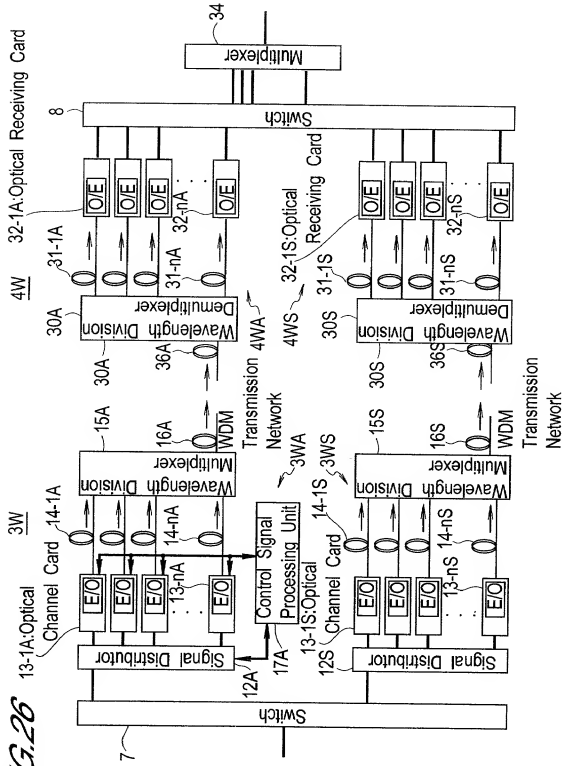 FIG.26
3W
4W
13-1A:Optical
Channel Card
14-1A
15A
16A
36A
30A
30A
31-1A
32-1A:Optical Receiving Card
8
34
7
Switch
Signal Distributor
12A
E/O
E/O
E/O
E/O
13-nA
14-nA
Wavelength Division
Multiplexer
WDM
Transmission
Network
Wavelength Division
Demultiplexer
31-nA
O/E
O/E
O/E
O/E
32-nA
Switch
Multiplexer
Control Signal
Processing Unit
17A
3WA
3WS
4WA
4WS
13-1S:Optical
Channel Card
14-1S
15S
16S
36S
30S
30S
31-1S
32-1S:Optical
Receiving Card
12S
Signal Distributor
E/O
E/O
E/O
E/O
13-nS
14-nS
Wavelength Division
Multiplexer
WDM
Transmission
Network
Wavelength Division
Demultiplexer
31-nS
O/E
O/E
O/E
O/E
32-nS